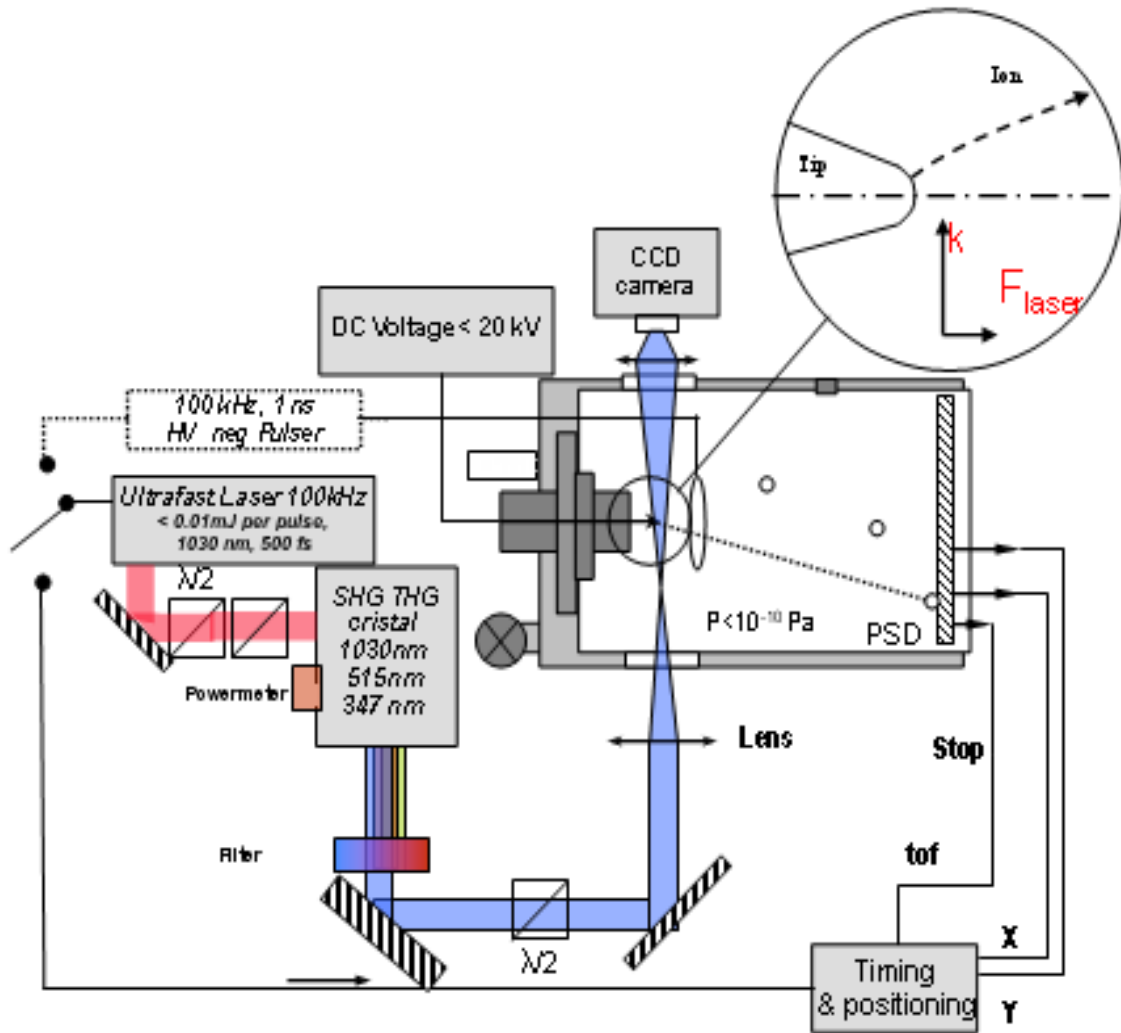 Ion
Tip
k
F laser
CCD
camera
DC Voltage < 20 kV
100 kHz, 1 ns
HV neg Pulser
Ultrafast Laser 100kHz
< 0.01mJ per pulse,
1030 nm, 500 fs
λ/2
SHG THG
cristal
1030nm
515nm
347 nm
Powermeter
P<10⁻¹⁰ Pa
PSD
Lens
Stop
Filter
tof
λ/2
X
Timing
& positioning
Y